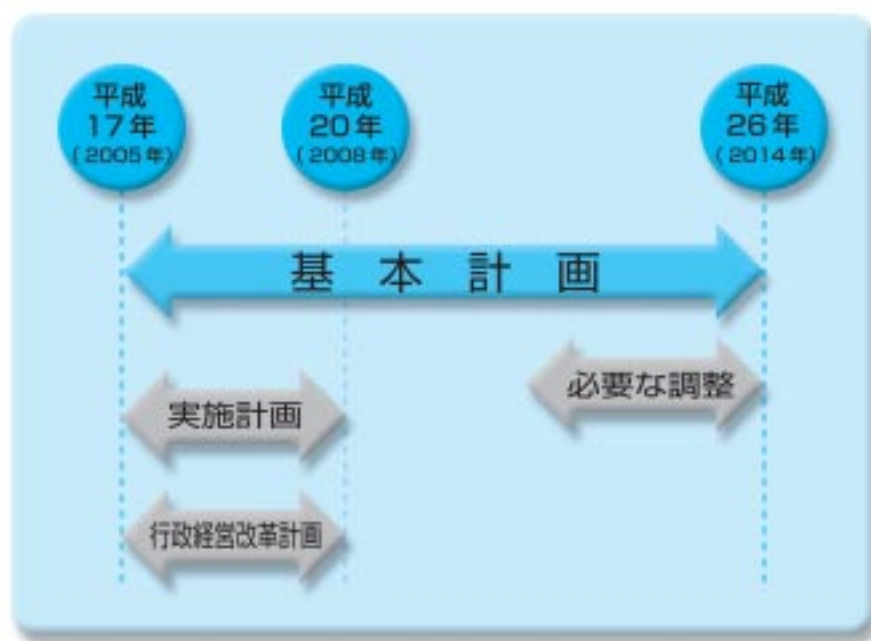 平成
17年
(2005年)
平成
20年
(2008年)
平成
26年
(2014年)
基本計画
必要な調整
実施計画
行政経営改革計画